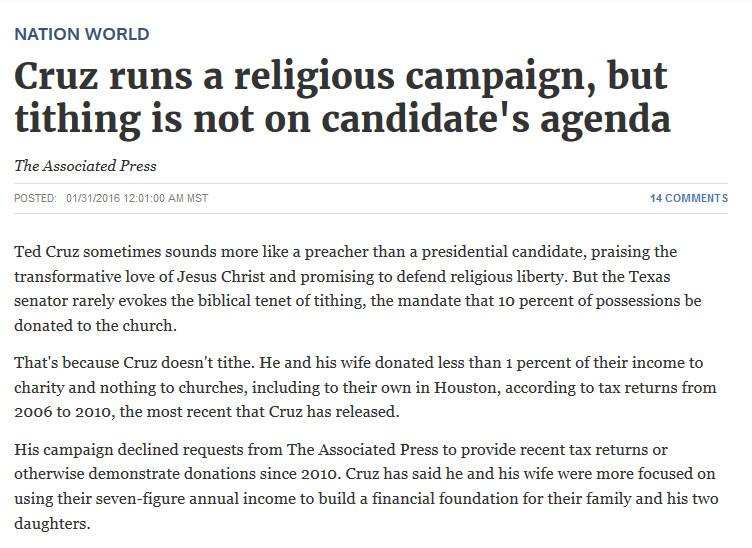 NATION WORLD
Cruz runs a religious campaign, but
tithing is not on candidate's agenda
The Associated Press
POSTED: 01/31/2016 12:01:00 AM MST
14 COMMENTS
Ted Cruz sometimes sounds more like a preacher than a presidential candidate, praising the
transformative love of Jesus Christ and promising to defend religious liberty. But the Texas
senator rarely evokes the biblical tenet of tithing, the mandate that 10 percent of possessions be
donated to the church.
That's because Cruz doesn't tithe. He and his wife donated less than 1 percent of their income to
charity and nothing to churches, including to their own in Houston, according to tax returns from
2006 to 2010, the most recent that Cruz has released.
His campaign declined requests from The Associated Press to provide recent tax returns or
otherwise demonstrate donations since 2010. Cruz has said he and his wife were more focused on
using their seven-figure annual income to build a financial foundation for their family and his two
daughters.